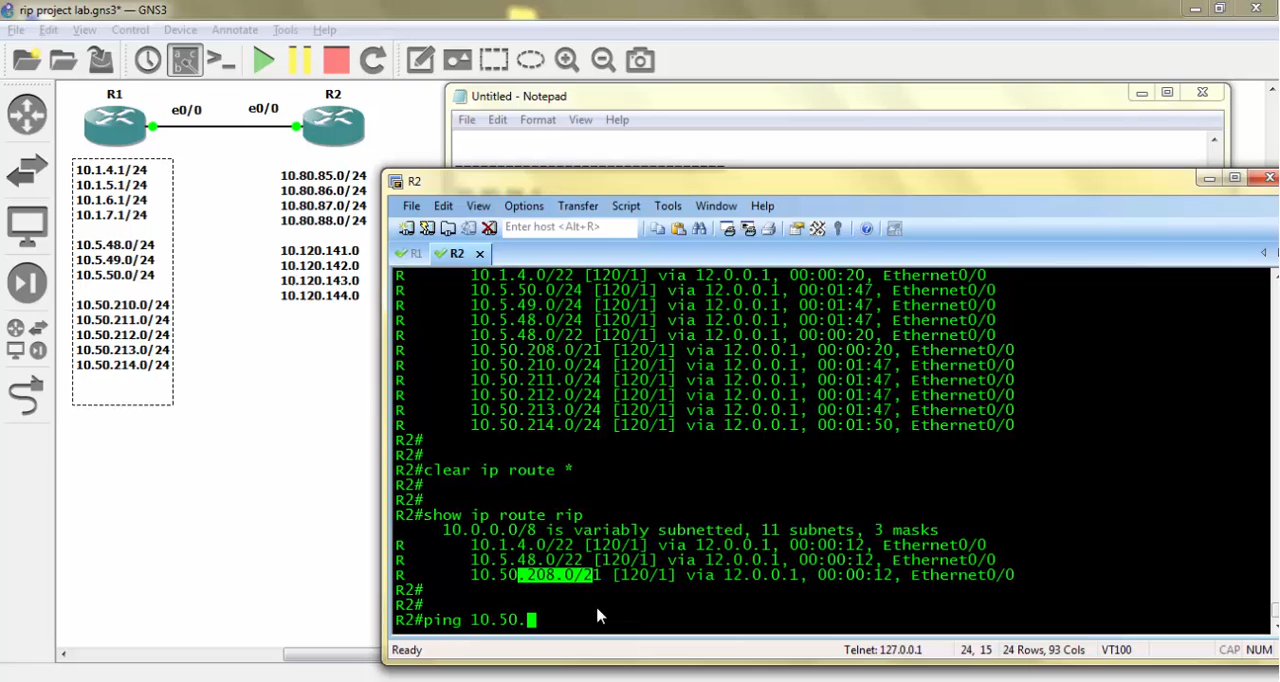 rip project lab.gns3* — GNS3
File Edit View Control Device Annotate Tools Help
R1
e0/0
e0/0
R2
10.1.4.1/24
10.1.5.1/24
10.1.6.1/24
10.1.7.1/24
10.5.48.0/24
10.5.49.0/24
10.5.50.0/24
10.50.210.0/24
10.50.211.0/24
10.50.212.0/24
10.50.213.0/24
10.50.214.0/24
10.80.85.0/24
10.80.86.0/24
10.80.87.0/24
10.80.88.0/24
10.120.141.0
10.120.142.0
10.120.143.0
10.120.144.0
Untitled - Notepad
File Edit Format View Help
R2
File Edit View Options Transfer Script Tools Window Help
Enter host <Alt+R>
R1 R2
R 10.1.4.0/22 [120/1] via 12.0.0.1, 00:00:20, Ethernet0/0
R 10.5.50.0/24 [120/1] via 12.0.0.1, 00:01:47, Ethernet0/0
R 10.5.49.0/24 [120/1] via 12.0.0.1, 00:01:47, Ethernet0/0
R 10.5.48.0/24 [120/1] via 12.0.0.1, 00:01:47, Ethernet0/0
R 10.5.48.0/22 [120/1] via 12.0.0.1, 00:00:20, Ethernet0/0
R 10.50.208.0/21 [120/1] via 12.0.0.1, 00:00:20, Ethernet0/0
R 10.50.210.0/24 [120/1] via 12.0.0.1, 00:01:47, Ethernet0/0
R 10.50.211.0/24 [120/1] via 12.0.0.1, 00:01:47, Ethernet0/0
R 10.50.212.0/24 [120/1] via 12.0.0.1, 00:01:47, Ethernet0/0
R 10.50.213.0/24 [120/1] via 12.0.0.1, 00:01:47, Ethernet0/0
R 10.50.214.0/24 [120/1] via 12.0.0.1, 00:01:50, Ethernet0/0
R2#
R2#
R2#clear ip route *
R2#
R2#
R2#show ip route rip
10.0.0.0/8 is variably subnetted, 11 subnets, 3 masks
R 10.1.4.0/22 [120/1] via 12.0.0.1, 00:00:12, Ethernet0/0
R 10.5.48.0/22 [120/1] via 12.0.0.1, 00:00:12, Ethernet0/0
R 10.50.208.0/21 [120/1] via 12.0.0.1, 00:00:12, Ethernet0/0
R2#
R2#
R2#ping 10.50.
Ready
Telnet: 127.0.0.1
24, 15
24 Rows, 93 Cols
VT100
CAP NUM